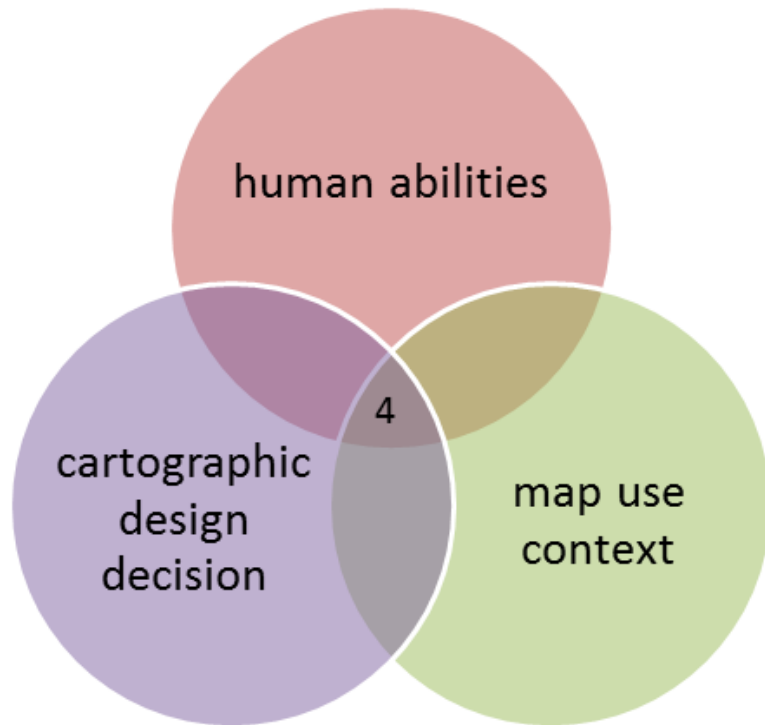 human abilities
4
cartographic
design
decision
map use
context